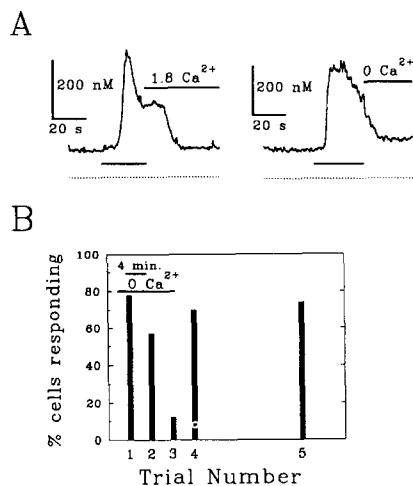 A
200 nM
20 s
1.8 Ca²⁺
200 nM
20 s
0 Ca²⁺
B
% cells responding
100
80
60
40
20
0
4 min.
0 Ca²⁺
1 2 3 4 5
Trial Number